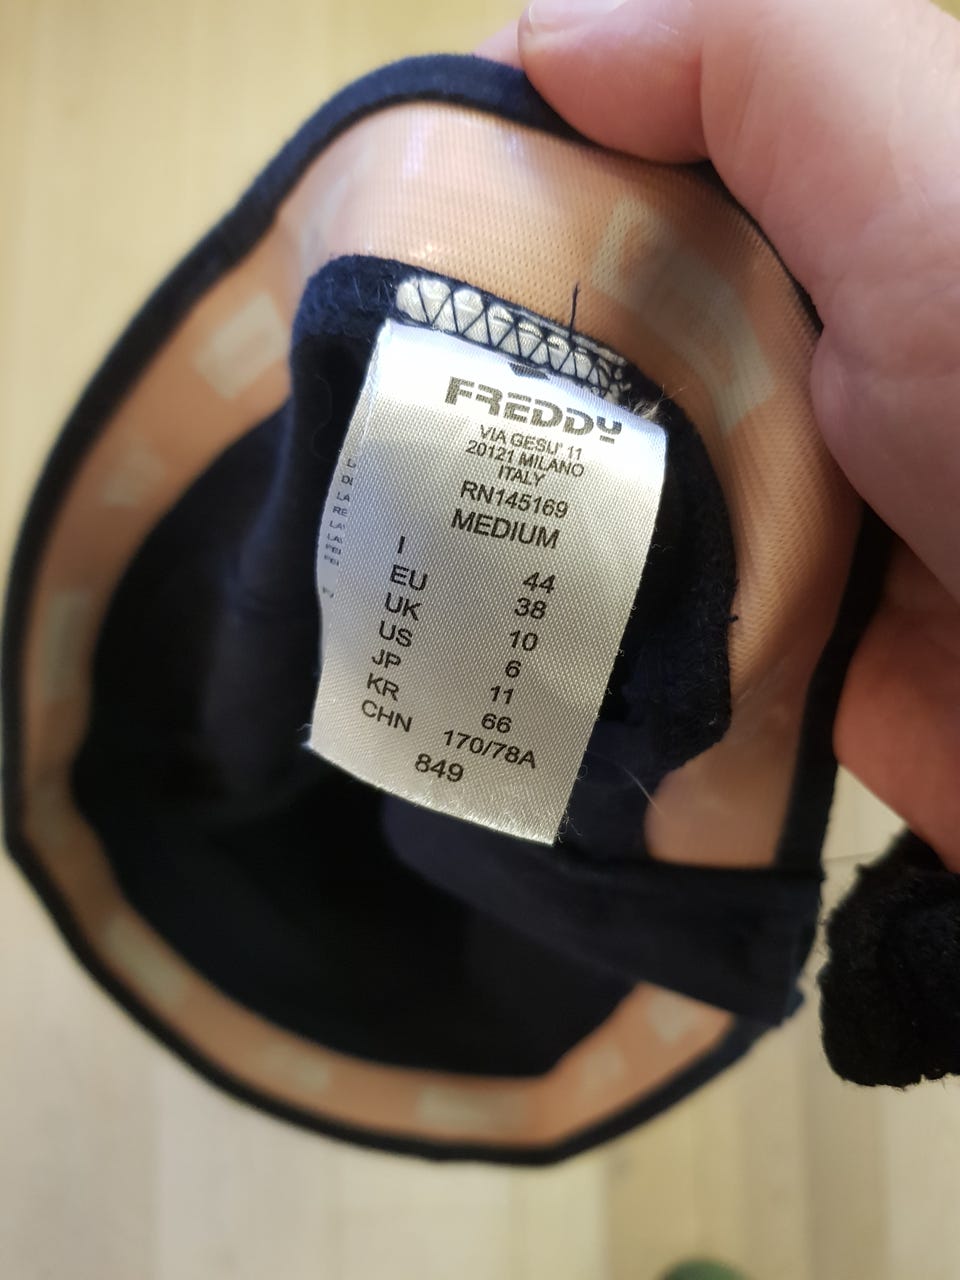 FREDDY
VIA GESU' 11
20121 MILANO
ITALY
RN145169
MEDIUM
I 44
EU 38
UK 10
US 6
JP 11
KR 66
CHN 170/78A
849